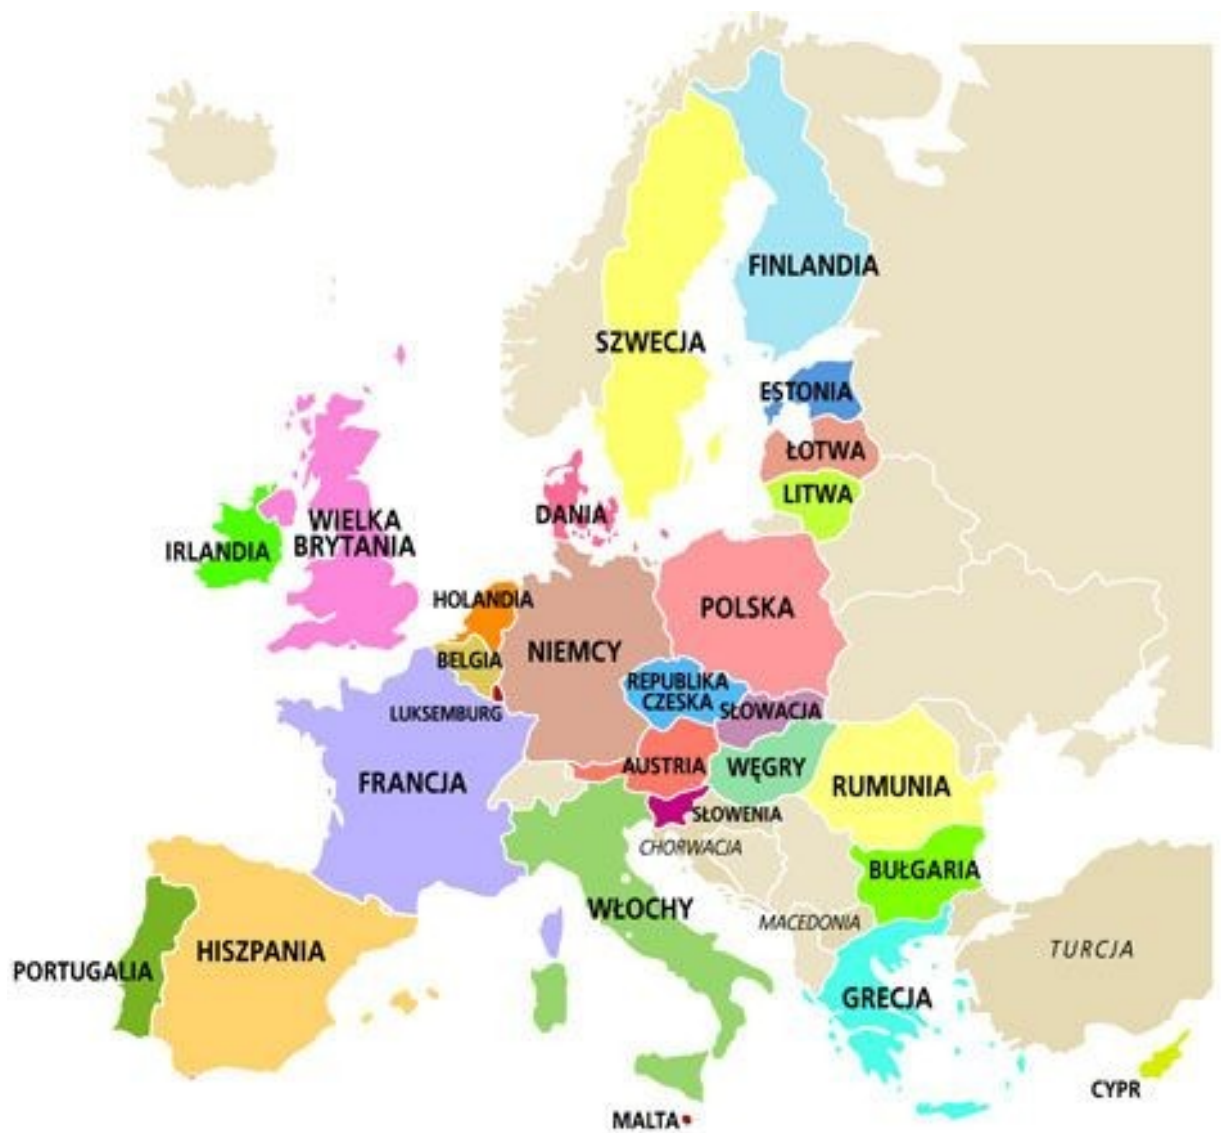 FINLANDIA
SZWECJA
ESTONIA
ŁOTWA
LITWA
DANIA
WIELKA
BRYTANIA
IRLANDIA
HOLANDIA
POLSKA
NIEMCY
BELGIA
REPUBLIKA
CZESKA
SŁOWACJA
LUKSEMBURG
AUSTRIA
WĘGRY
FRANCJA
RUMUNIA
SŁOWENIA
CHORWACJA
BUŁGARIA
WŁOCHY
MACEDONIA
HISZPANIA
TURCJA
PORTUGALIA
GRECJA
CYPR
MALTA